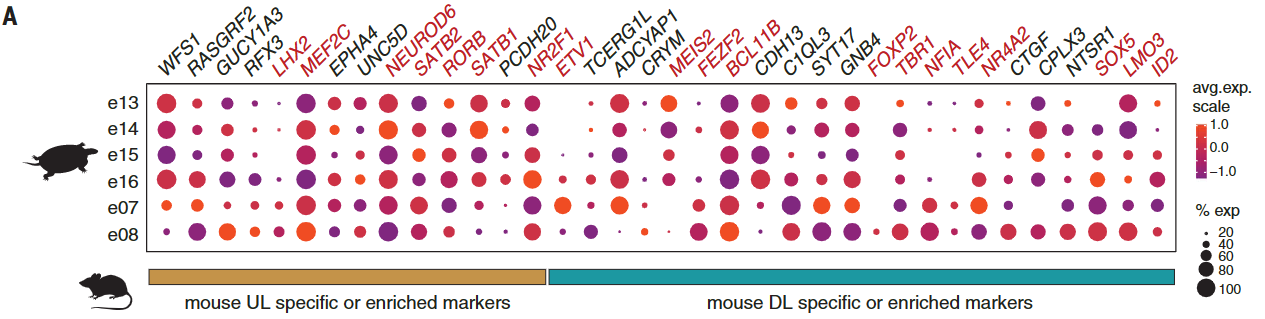 A
WFS1 RASGRF2 GUCY1A3 RFX3 LHX2 MEF2C EPHA4 UNC5D NEUROD6 SATB2 RORB SATB1 PCDH20 NR2F1 ETV1 TCERG1L ADCYAP1 CRYM MEIS2 FEZF2 BCL11B CDH13 C1QL3 SYT17 GNB4 FOXP2 TBR1 NFIA TLE4 NR4A2 CTGF CPLX3 NTSR1 SOX5 LMO3 ID2
e13
e14
e15
e16
e07
e08
avg.exp.
scale
1.0
0.0
−1.0
% exp
20
40
60
80
100
mouse UL specific or enriched markers
mouse DL specific or enriched markers